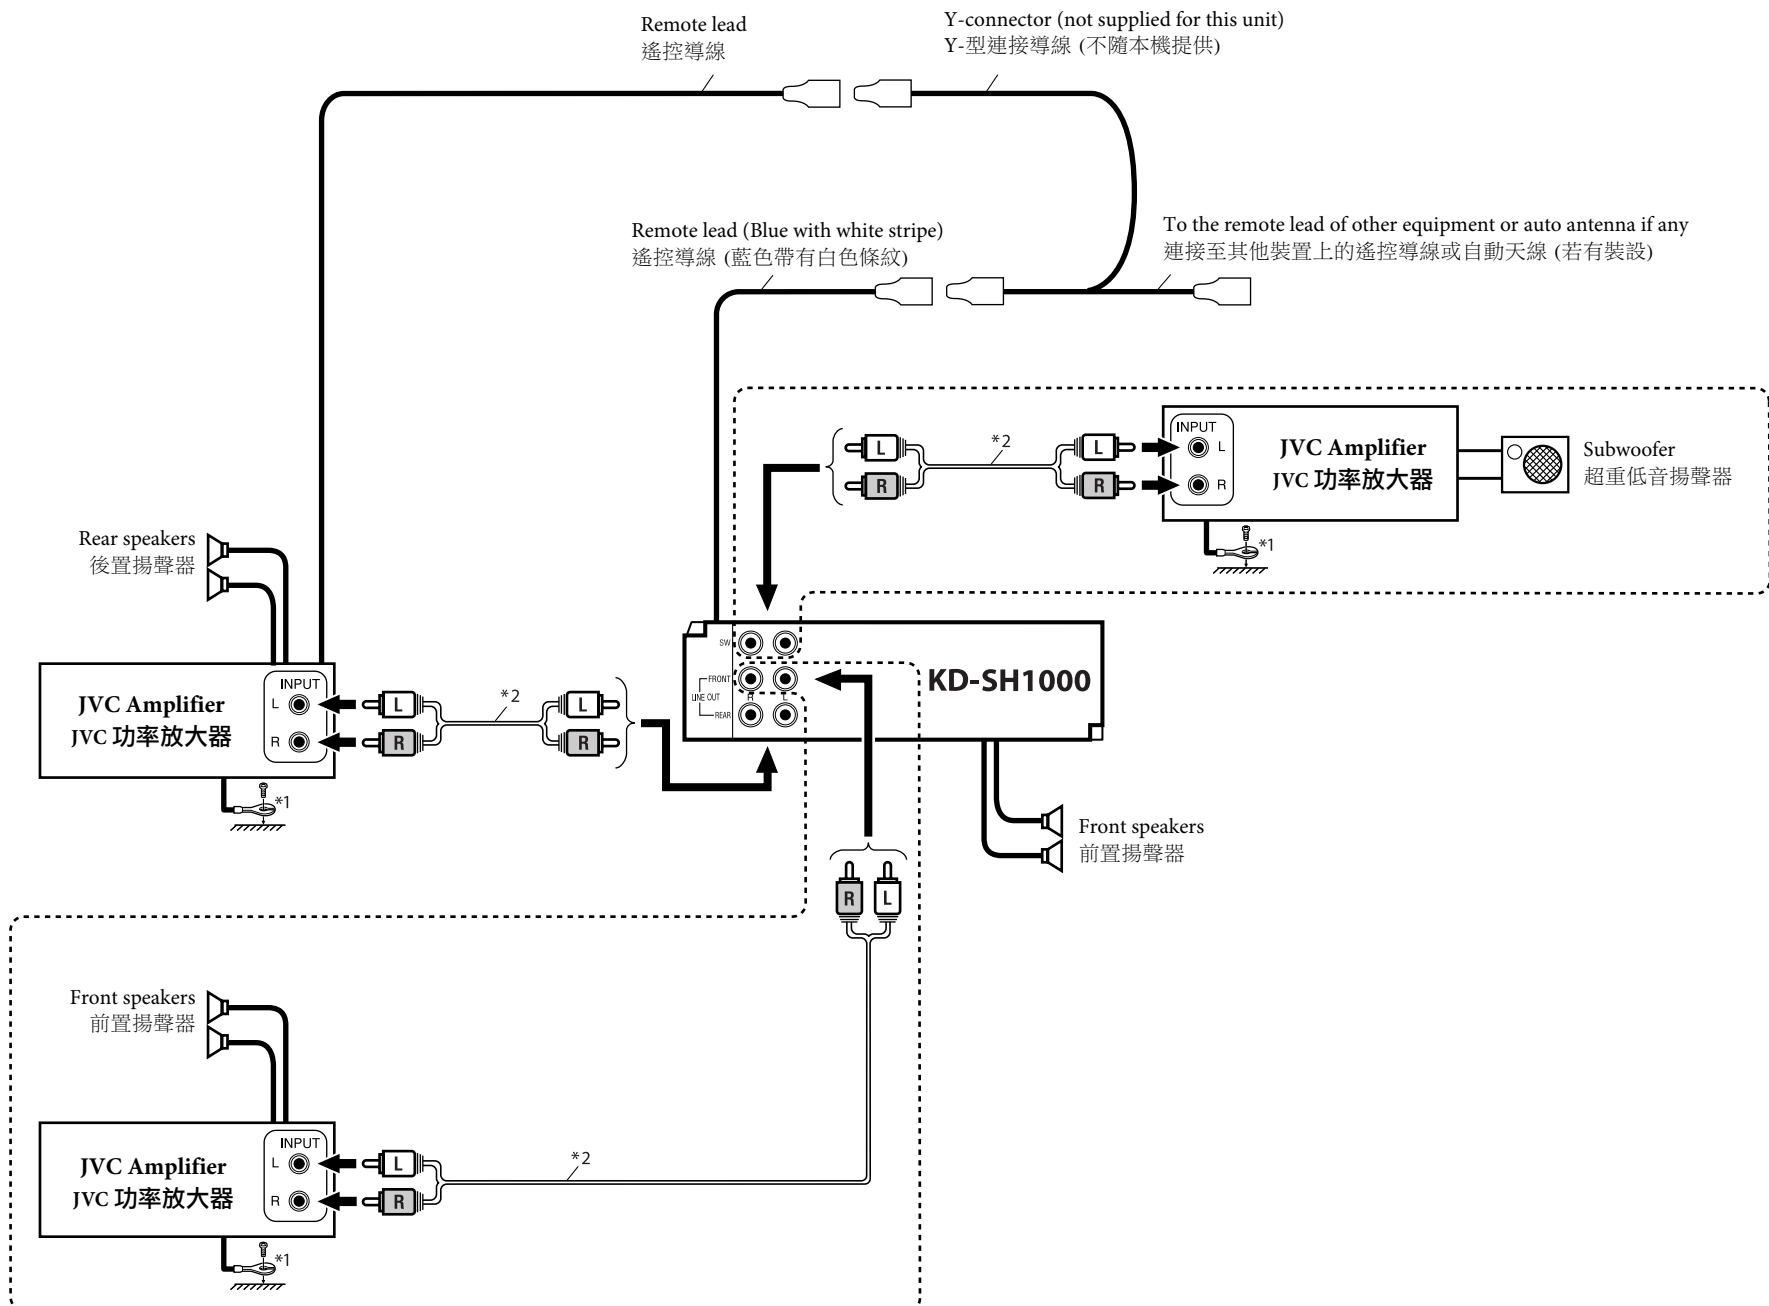 Remote lead
遙控導線
Y-connector (not supplied for this unit)
Y-型連接導線 (不隨本機提供)
Remote lead (Blue with white stripe)
遙控導線 (藍色帶有白色條紋)
To the remote lead of other equipment or auto antenna if any
連接至其他裝置上的遙控導線或自動天線 (若有裝設)
L
R
*2
L
R
INPUT
L
R
JVC Amplifier
JVC 功率放大器
Subwoofer
超重低音揚聲器
*1
Rear speakers
後置揚聲器
JVC Amplifier
JVC 功率放大器
INPUT
L
R
L
R
*2
L
R
*1
SW
FRONT
LINE OUT
R
L
REAR
KD-SH1000
Front speakers
前置揚聲器
R
L
Front speakers
前置揚聲器
JVC Amplifier
JVC 功率放大器
INPUT
L
R
L
R
*2
*1